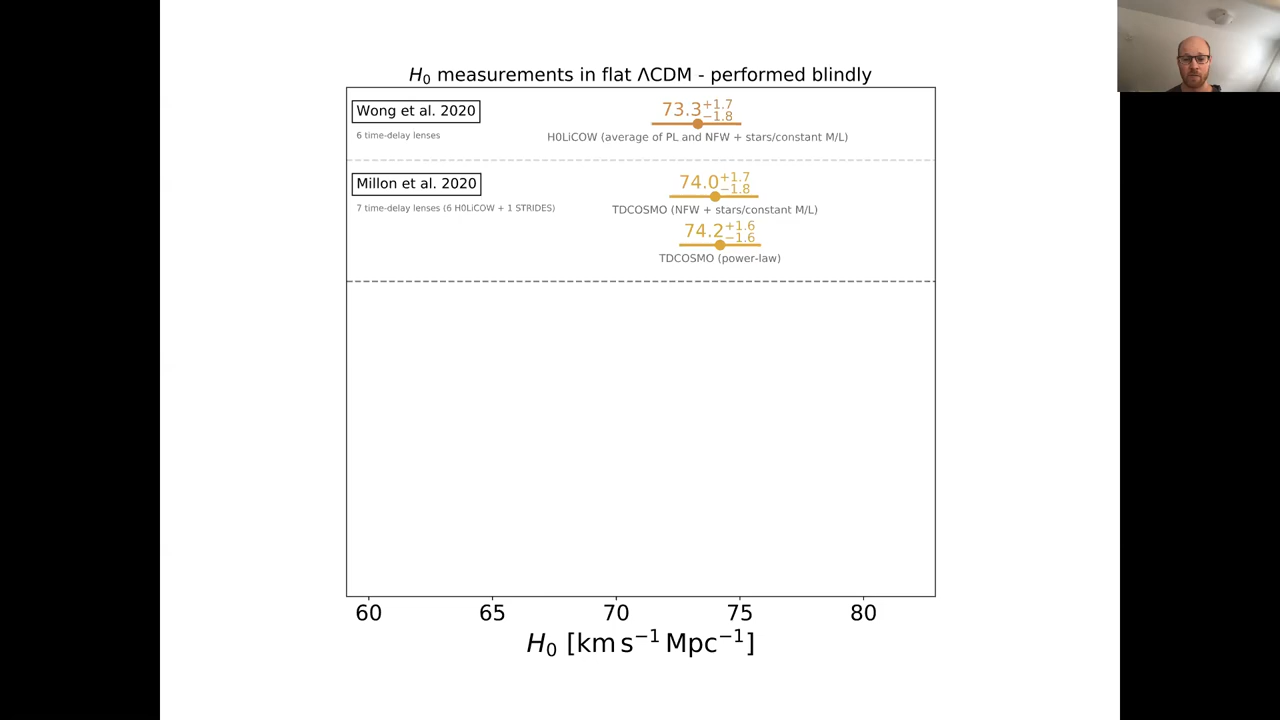 H₀ measurements in flat ΛCDM - performed blindly
Wong et al. 2020
6 time-delay lenses
73.3+1.7−1.8
H0LiCOW (average of PL and NFW + stars/constant M/L)
Millon et al. 2020
7 time-delay lenses (6 H0LiCOW + 1 STRIDES)
74.0+1.7−1.8
TDCOSMO (NFW + stars/constant M/L)
74.2+1.6−1.6
TDCOSMO (power-law)
60 65 70 75 80
H₀ [km s⁻¹ Mpc⁻¹]